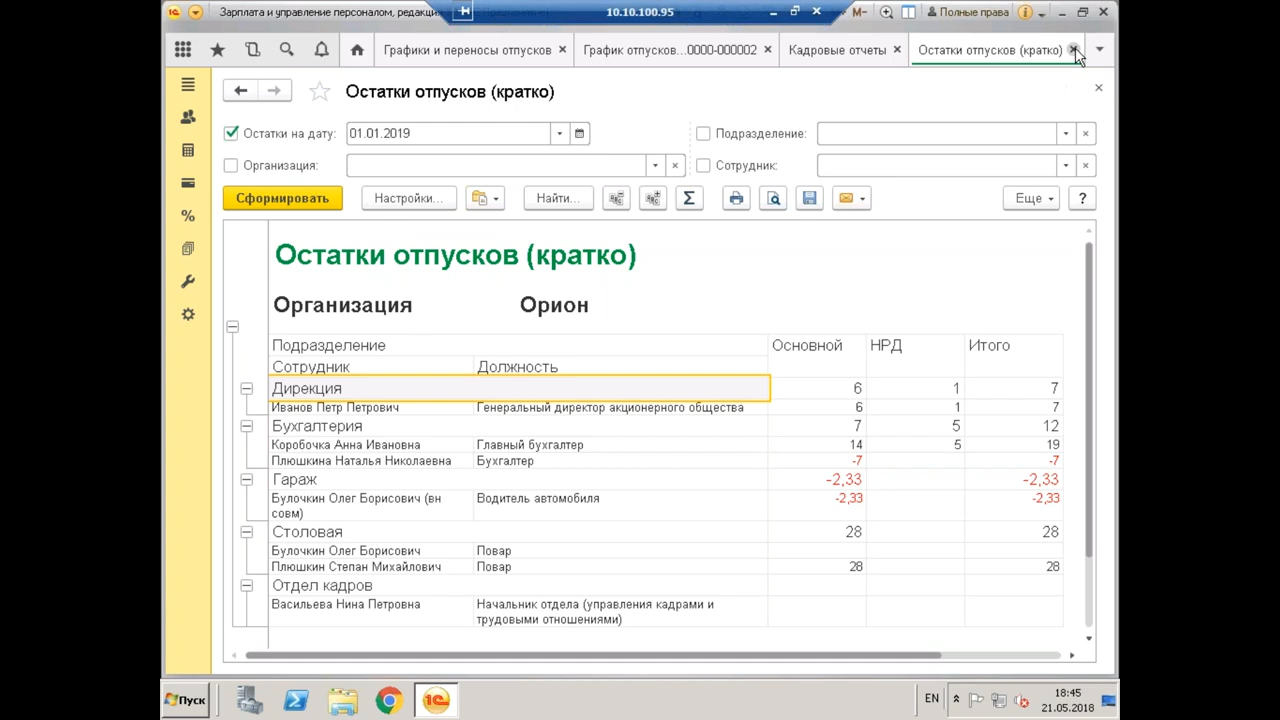 Зарплата и управление персоналом, редакц
10.10.100.95
M-
Полные права
Графики и переносы отпусков
График отпусков...0000-000002
Кадровые отчеты
Остатки отпусков (кратко)
Остатки отпусков (кратко)
Остатки на дату: 01.01.2019 Подразделение:
Организация: Сотрудник:
Сформировать Настройки... Найти... Σ Еще ?
Остатки отпусков (кратко)
Организация Орион
Подразделение Основной НРД Итого
Сотрудник Должность
Дирекция 6 1 7
Иванов Петр Петрович Генеральный директор акционерного общества 6 1 7
Бухгалтерия 7 5 12
Коробочка Анна Ивановна Главный бухгалтер 14 5 19
Плюшкина Наталья Николаевна Бухгалтер -7 -7
Гараж -2,33 -2,33
Булочкин Олег Борисович (вн Водитель автомобиля -2,33 -2,33
совм)
Столовая 28 28
Булочкин Олег Борисович Повар
Плюшкин Степан Михайлович Повар 28 28
Отдел кадров
Васильева Нина Петровна Начальник отдела (управления кадрами и
трудовыми отношениями)
Пуск EN 18:45
21.05.2018